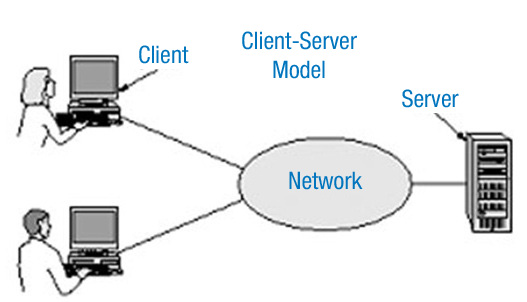 Client-Server
Model
Client
Server
Network